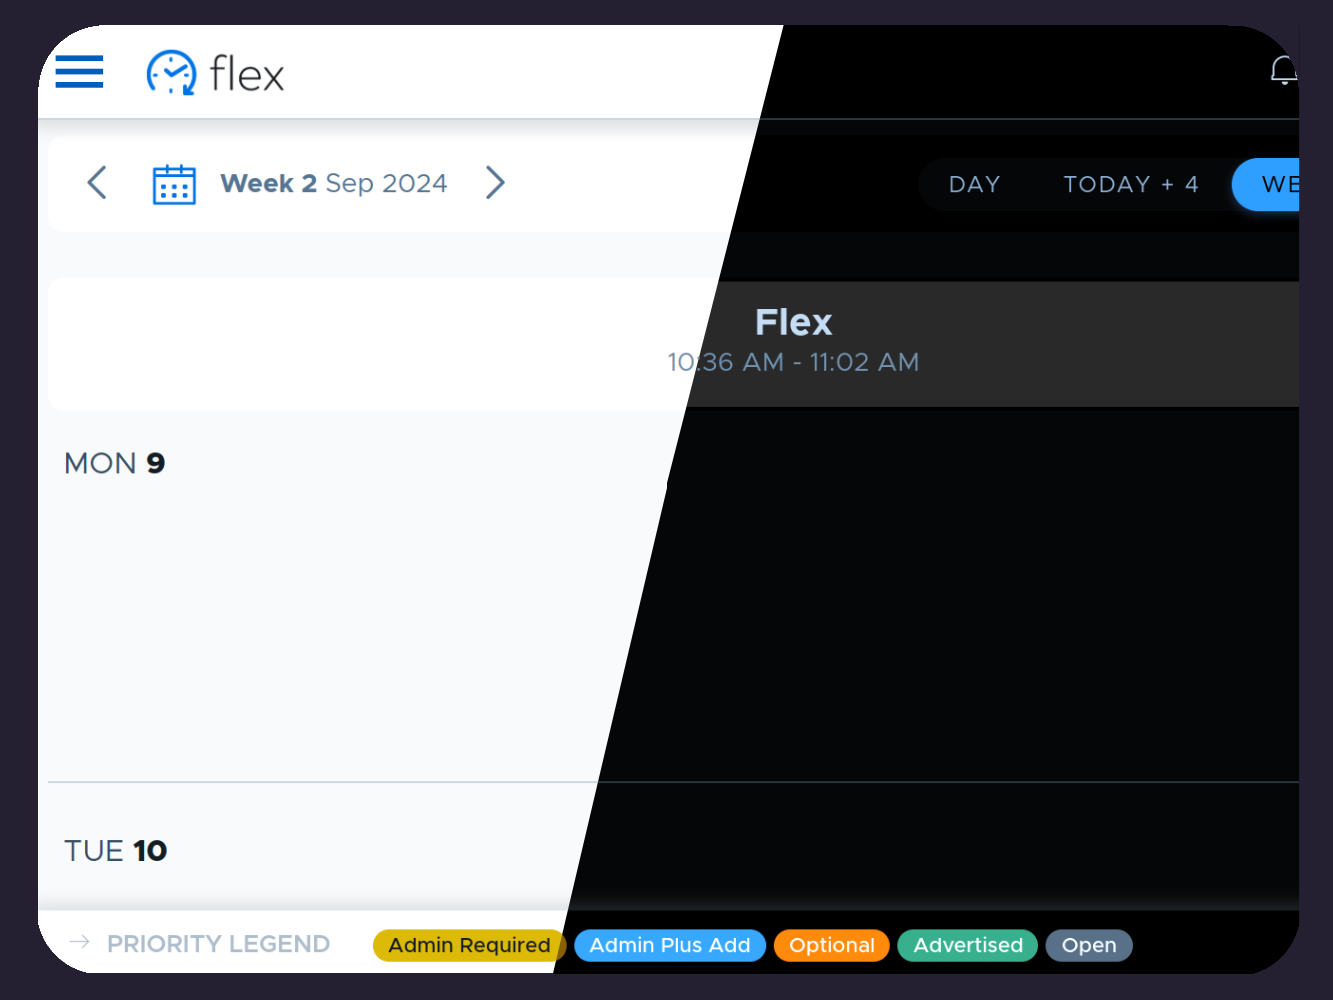 flex
Week 2 Sep 2024
DAY TODAY + 4 WE
Flex
10:36 AM - 11:02 AM
MON 9
TUE 10
→ PRIORITY LEGEND Admin Required Admin Plus Add Optional Advertised Open